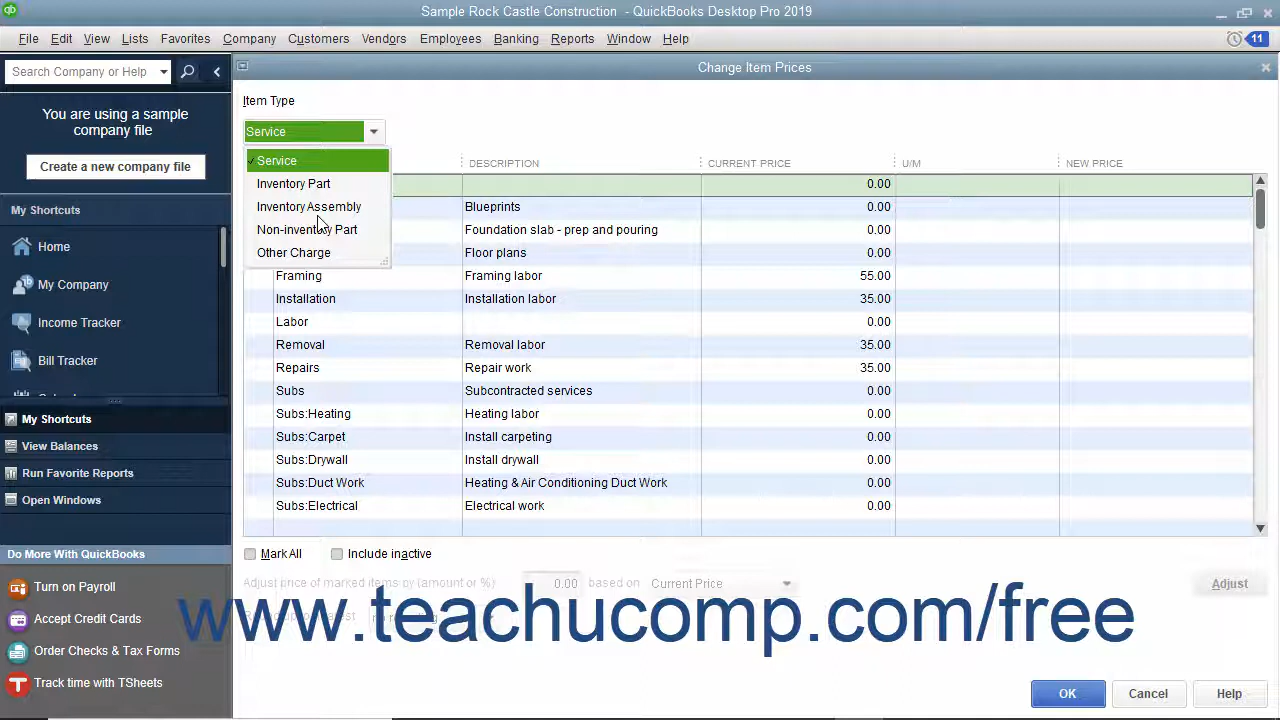 Sample Rock Castle Construction - QuickBooks Desktop Pro 2019
File Edit View Lists Favorites Company Customers Vendors Employees Banking Reports Window Help
11
Search Company or Help
Change Item Prices
You are using a sample
company file
Create a new company file
My Shortcuts
Home
My Company
Income Tracker
Bill Tracker
My Shortcuts
View Balances
Run Favorite Reports
Open Windows
Do More With QuickBooks
Turn on Payroll
Accept Credit Cards
Order Checks & Tax Forms
Track time with TSheets
Item Type
Service
Service
Inventory Part
Inventory Assembly
Non-inventory Part
Other Charge
DESCRIPTION CURRENT PRICE U/M NEW PRICE
0.00
Blueprints 0.00
Foundation slab - prep and pouring 0.00
Floor plans 0.00
Framing Framing labor 55.00
Installation Installation labor 35.00
Labor 0.00
Removal Removal labor 35.00
Repairs Repair work 35.00
Subs Subcontracted services 0.00
Subs:Heating Heating labor 0.00
Subs:Carpet Install carpeting 0.00
Subs:Drywall Install drywall 0.00
Subs:Duct Work Heating & Air Conditioning Duct Work 0.00
Subs:Electrical Electrical work 0.00
Mark All Include inactive
Adjust price of marked items by (amount or %) 0.00 based on Current Price Adjust
www.teachucomp.com/free
OK Cancel Help